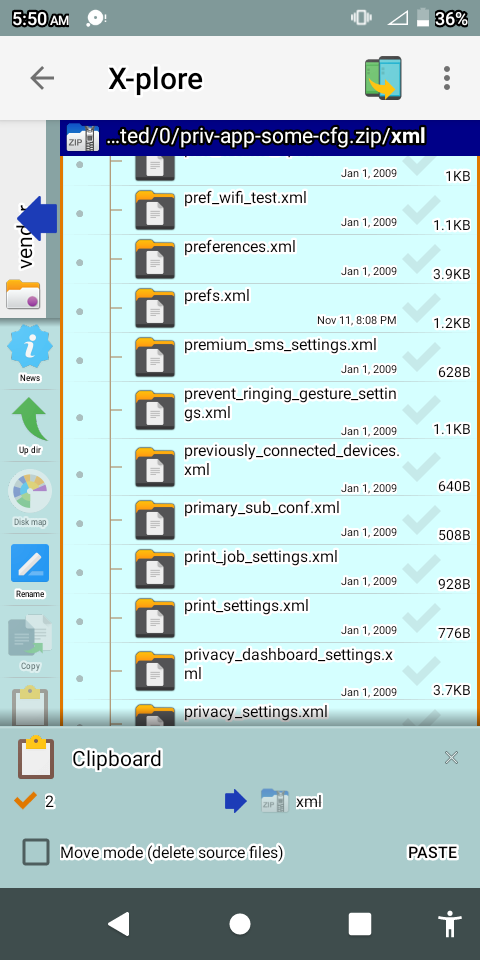 5:50 AM
36%
X-plore
ZIP
...ted/0/priv-app-some-cfg.zip/xml
vend
Jan 1, 2009
1KB
pref_wifi_test.xml
Jan 1, 2009
1.1KB
preferences.xml
Jan 1, 2009
3.9KB
prefs.xml
Nov 11, 8:08 PM
1.2KB
premium_sms_settings.xml
Jan 1, 2009
628B
prevent_ringing_gesture_settin
gs.xml
Jan 1, 2009
1.1KB
previously_connected_devices.
xml
Jan 1, 2009
640B
primary_sub_conf.xml
Jan 1, 2009
508B
print_job_settings.xml
Jan 1, 2009
928B
print_settings.xml
Jan 1, 2009
776B
privacy_dashboard_settings.x
ml
Jan 1, 2009
3.7KB
privacy_settings.xml
News
Up dir
Disk map
Rename
Copy
Clipboard
2
ZIP
xml
Move mode (delete source files)
PASTE